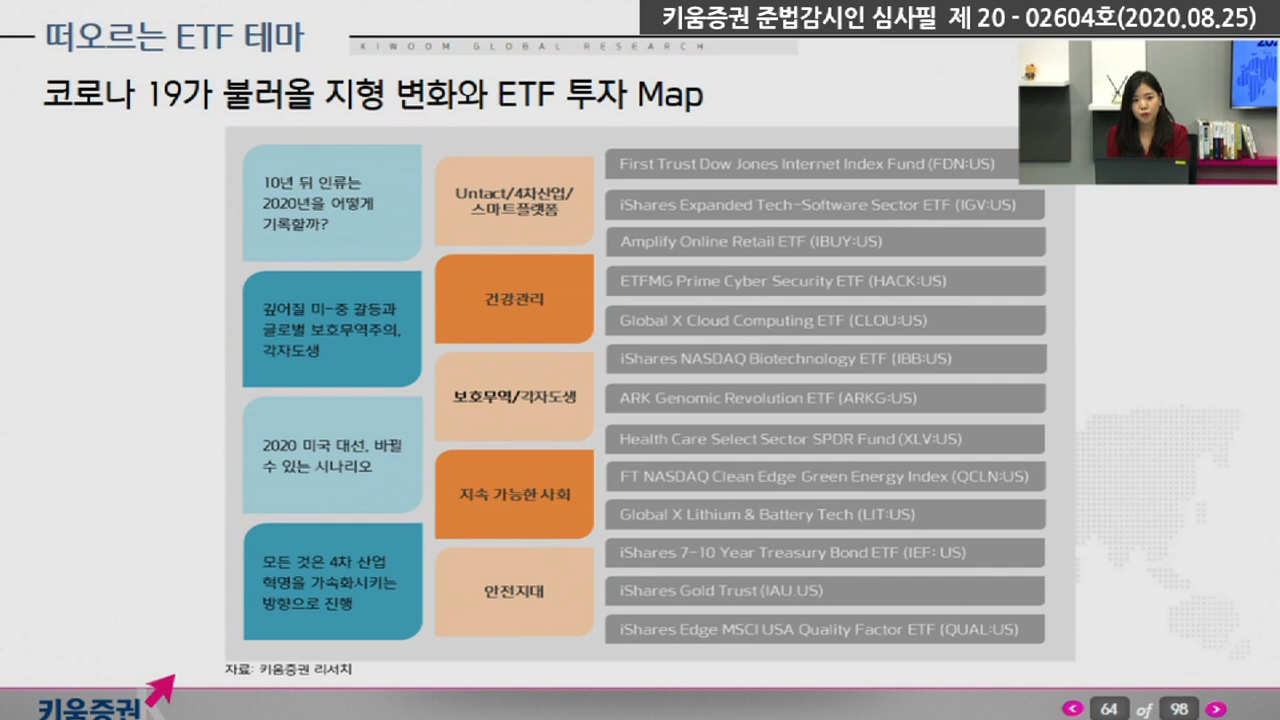 키움증권 준법감시인 심사필 제 20 - 02604호(2020.08.25)
떠오르는 ETF 테마
KIWOOM GLOBAL RESEARCH
코로나 19가 불러올 지형 변화와 ETF 투자 Map
10년 뒤 인류는
2020년을 어떻게
기록할까?
깊어질 미-중 갈등과
글로벌 보호무역주의,
각자도생
2020 미국 대선, 바뀔
수 있는 시나리오
모든 것은 4차 산업
혁명을 가속화시키는
방향으로 진행
Untact/4차산업/
스마트플랫폼
건강관리
보호무역/각자도생
지속 가능한 사회
안전지대
First Trust Dow Jones Internet Index Fund (FDN:US)
iShares Expanded Tech-Software Sector ETF (IGV:US)
Amplify Online Retail ETF (IBUY:US)
ETFMG Prime Cyber Security ETF (HACK:US)
Global X Cloud Computing ETF (CLOU:US)
iShares NASDAQ Biotechnology ETF (IBB:US)
ARK Genomic Revolution ETF (ARKG:US)
Health Care Select Sector SPDR Fund (XLV:US)
FT NASDAQ Clean Edge Green Energy Index (QCLN:US)
Global X Lithium & Battery Tech (LIT:US)
iShares 7-10 Year Treasury Bond ETF (IEF: US)
iShares Gold Trust (IAU.US)
iShares Edge MSCI USA Quality Factor ETF (QUAL:US)
자료: 키움증권 리서치
키움증권
64 of 98